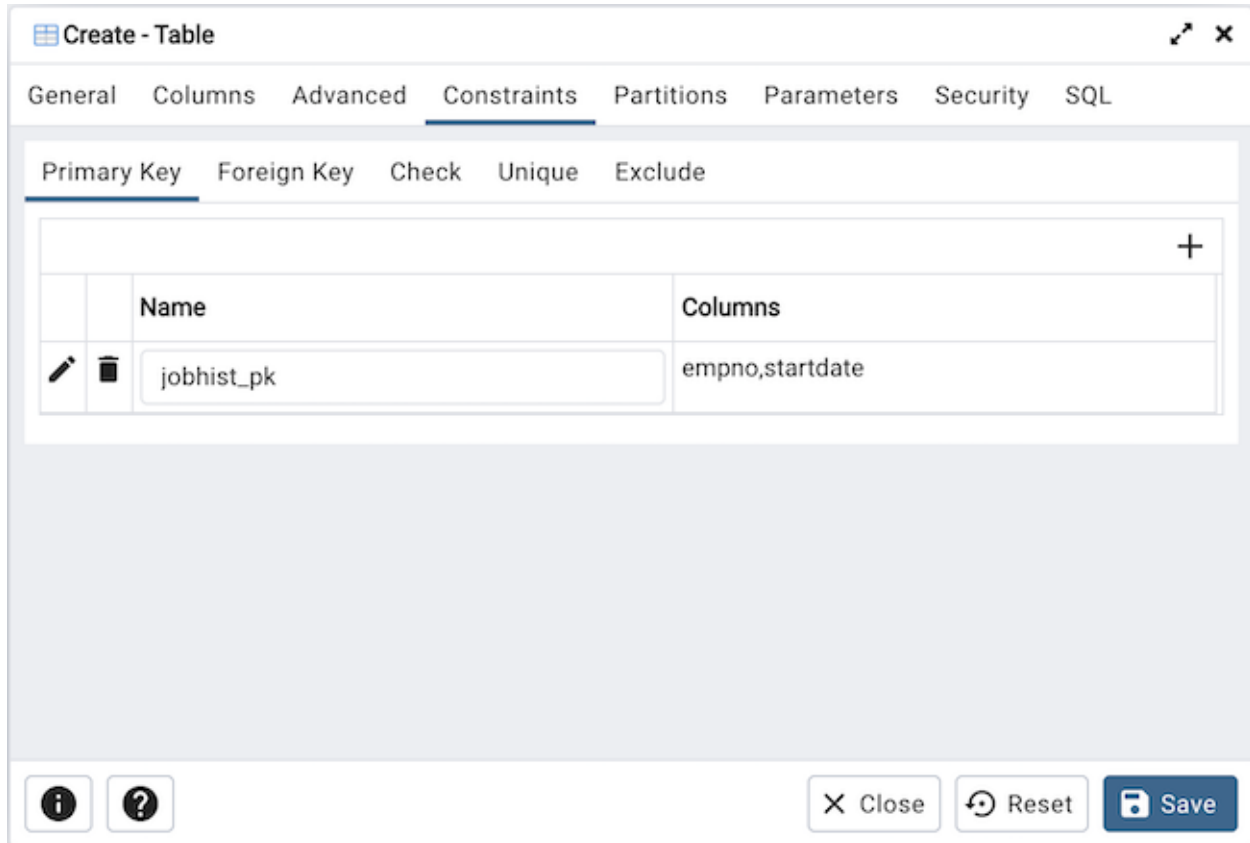 Create - Table
General Columns Advanced Constraints Partitions Parameters Security SQL
Primary Key Foreign Key Check Unique Exclude
Name Columns
jobhist_pk empno,startdate
Close Reset Save